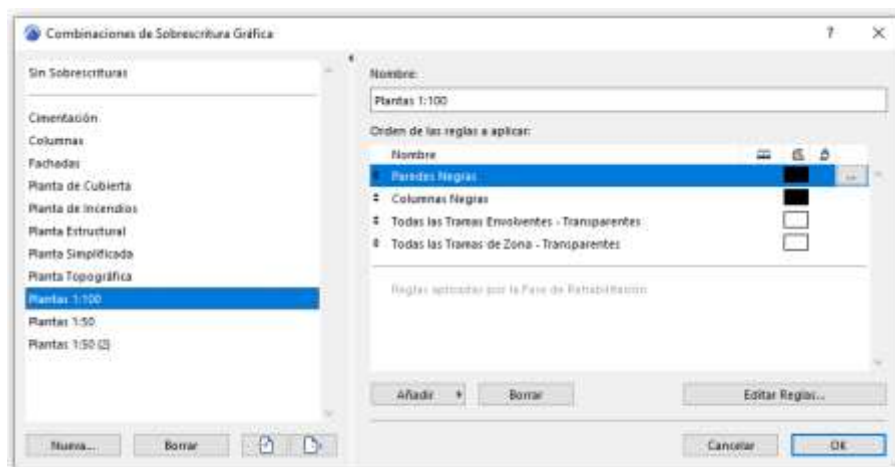 Combinaciones de Sobrescritura Gráfica
?
Sin Sobrescrituras
Cimentación
Columnas
Fachadas
Planta de Cubierta
Planta de Incendios
Planta Estructural
Planta Simplificada
Planta Topográfica
Plantas 1:100
Plantas 1:50
Plantas 1:50 (2)
Nueva...
Borrar
Nombre:
Plantas 1:100
Orden de las reglas a aplicar:
Nombre
Paredes Negras
...
Columnas Negras
Todas las Tramas Envolventes - Transparentes
Todas las Tramas de Zona - Transparentes
Reglas aplicadas por la Fase de Rehabilitación
Añadir
Borrar
Editar Reglas...
Cancelar
OK